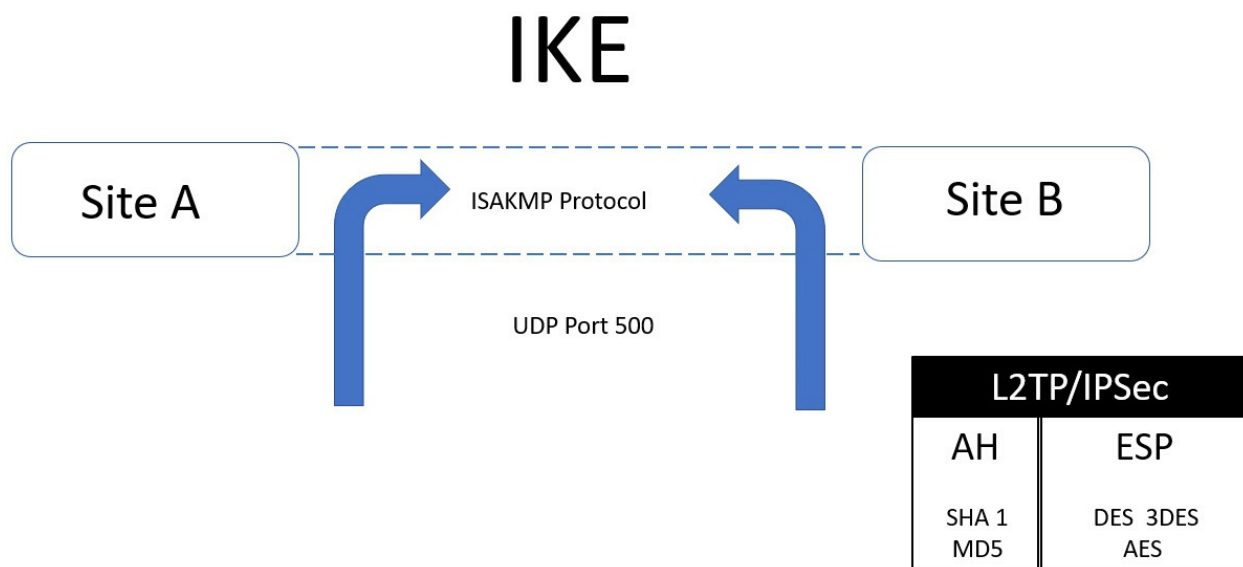 IKE
Site A
ISAKMP Protocol
Site B
UDP Port 500
L2TP/IPSec
AH
ESP
SHA 1
MD5
DES 3DES
AES